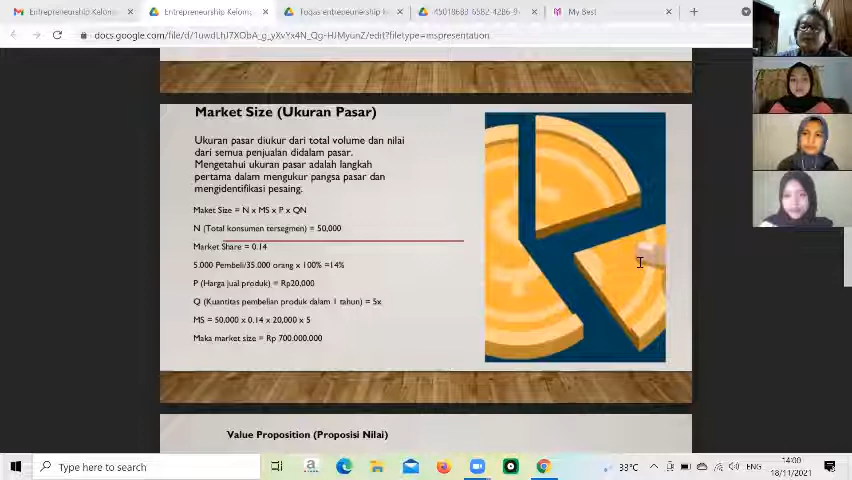 Entrepreneurship Kelom
Entrepreneurship Kelom
Tugas entrepeunership k
My Best
docs.google.com/file/d/1uwdLhJ7XObA_g_yXvYx4N_Qg-HJMyunZ/edit?filetype=mspresentation
Market Size (Ukuran Pasar)
Ukuran pasar diukur dari total volume dan nilai
dari semua penjualan didalam pasar.
Mengetahui ukuran pasar adalah langkah
pertama dalam mengukur pangsa pasar dan
mengidentifikasi pesaing.
Maket Size = N x MS x P x QN
N (Total konsumen tersegmen) = 50,000
Market Share = 0.14
5.000 Pembeli/35.000 orang x 100% =14%
P (Harga jual produk) = Rp20,000
Q (Kuantitas pembelian produk dalam 1 tahun) = 5x
MS = 50,000 x 0.14 x 20,000 x 5
Maka market size = Rp 700.000.000
Value Proposition (Proposisi Nilai)
Type here to search
33°C
ENG
14:00
18/11/2021